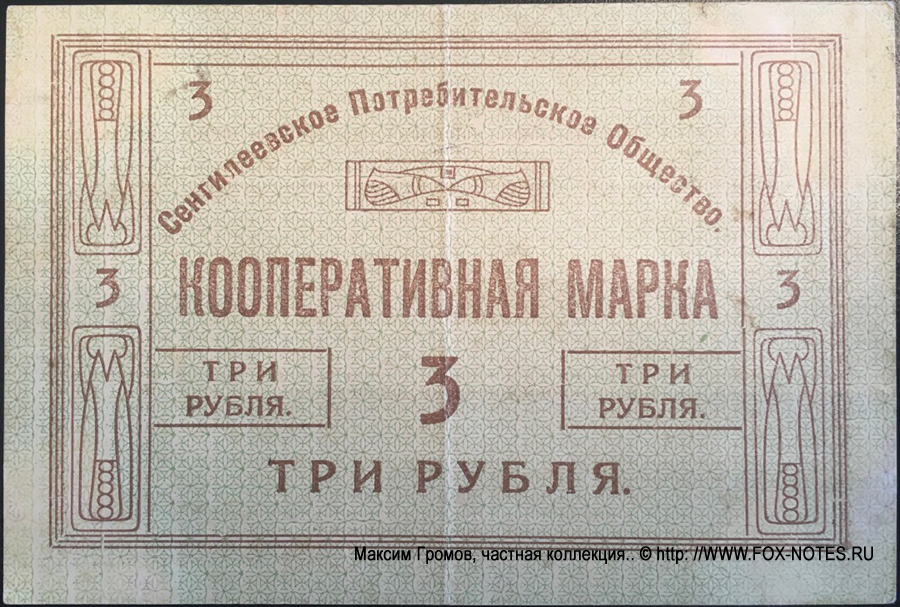 3 3
Сенгилеевское Потребительское Общество.
КООПЕРАТИВНАЯ МАРКА
3 3
ТРИ
РУБЛЯ.
3
ТРИ
РУБЛЯ.
ТРИ РУБЛЯ.
Максим Громов, частная коллекция.. © http: //WWW.FOX-NOTES.RU